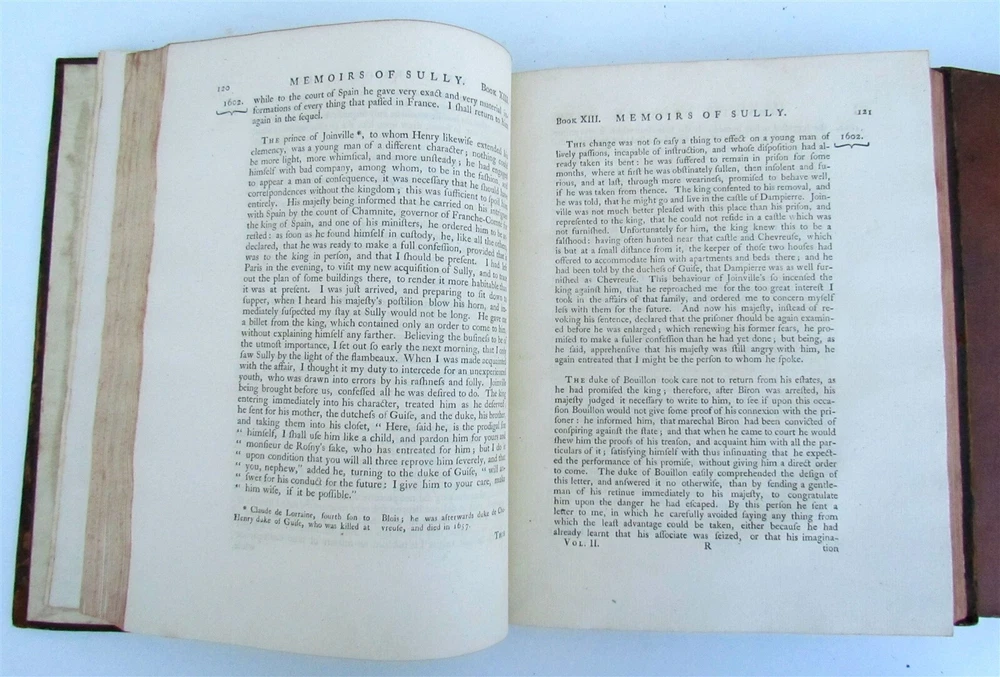 120
MEMOIRS OF SULLY. Book XIII.
1602.
while to the court of Spain he gave very exact and very material
formations of every thing that paſſed in France. I ſhall return to
again in the ſequel.
THE prince of Joinville *, to whom Henry likewiſe extended his
clemency, was a young man of a different character; nothing could
be more light, more whimſical, and more unſteady; he had engaged
himſelf with bad company, among whom, to be in the faſhion, and
to appear a man of conſequence, it was neceſſary that he ſhould have
correſpondences without the kingdom; this was ſufficient to ſpoil him
entirely. His majeſty being informed that he carried on his intrigues
with Spain by the count of Chamnite, governor of Franche-Comté for
the king of Spain, and one of his miniſters, he ordered him to be ar-
reſted: as ſoon as he found himſelf in cuſtody, he, like all the others,
declared, that he was ready to make a full confeſſion, provided that it
was to the king in perſon, and that I ſhould be preſent. I had left
Paris in the evening, to viſit my new acquiſition of Sully, and to mark
out the plan of ſome buildings there, to render it more habitable than
it was at preſent. I was juſt arrived, and preparing to ſit down to
ſupper, when I heard his majeſty's poſtilion blow his horn, and im-
mediately ſuſpected my ſtay at Sully would not be long. He gave me
a billet from the king, which contained only an order to come to him,
without explaining himſelf any farther. Believing the buſineſs to be of
the utmoſt importance, I ſet out ſo early the next morning, that I only
ſaw Sully by the light of the flambeaux. When I was made acquainted
with the affair, I thought it my duty to intercede for an unexperienced
youth, who was drawn into errors by his raſhneſs and folly. Joinville
being brought before us, confeſſed all he was deſired to do. The king
entering immediately into his character, treated him as he deſerved:
he ſent for his mother, the dutcheſs of Guiſe, and the duke, his brother,
and taking them into his cloſet, " Here, ſaid he, is the prodigal ſon
" himſelf, I ſhall uſe him like a child, and pardon him for yours and
" monſieur de Roſny's ſake, who has entreated for him; but I do it
" upon condition that you will all three reprove him ſeverely, and that
" you, nephew," added he, turning to the duke of Guiſe, " will an-
" ſwer for his conduct for the future: I give him to your care, make
" him wiſe, if it be poſſible."
* Claude de Lorraine, fourth ſon to
Henry duke of Guiſe, who was killed at
Blois; he was afterwards duke de Che-
vreuſe, and died in 1657.
THIS
Book XIII. MEMOIRS OF SULLY. 121
1602.
THIS change was not ſo eaſy a thing to effect on a young man of
lively paſſions, incapable of inſtruction, and whoſe diſpoſition had al-
ready taken its bent: he was ſuffered to remain in priſon for ſome
months, where at firſt he was obſtinately ſullen, then inſolent and fu-
rious, and at laſt, through mere wearineſs, promiſed to behave well,
if he was taken from thence. The king conſented to his removal, and
he was told, that he might go and live in the caſtle of Dampierre. Join-
ville was not much better pleaſed with this place than his priſon, and
repreſented to the king, that he could not reſide in a caſtle which was
not furniſhed. Unfortunately for him, the king knew this to be a
falſhood: having often hunted near that caſtle and Chevreuſe, which
is but at a ſmall diſtance from it, the keeper of thoſe two houſes had
offered to accommodate him with apartments and beds there; and he
had been told by the ducheſs of Guiſe, that Dampierre was as well fur-
niſhed as Chevreuſe. This behaviour of Joinville's ſo incenſed the
king againſt him, that he reproached me for the too great intereſt I
took in the affairs of that family, and ordered me to concern myſelf
leſs with them for the future. And now his majeſty, inſtead of re-
voking his ſentence, declared that the priſoner ſhould be again examin-
ed before he was enlarged; which renewing his former fears, he pro-
miſed to make a fuller confeſſion than he had yet done; but being, as
he ſaid, apprehenſive that his majeſty was ſtill angry with him, he
again entreated that I might be the perſon to whom he ſpoke.
THE duke of Bouillon took care not to return from his eſtates, as
he had promiſed the king; therefore, after Biron was arreſted, his
majeſty judged it neceſſary to write to him, to ſee if upon this occa-
ſion Bouillon would not give ſome proof of his connexion with the pri-
ſoner: he informed him, that marechal Biron had been convicted of
conſpiring againſt the ſtate; and that when he came to court he would
ſhew him the proofs of his treaſon, and acquaint him with all the par-
ticulars of it; ſatisfying himſelf with thus inſinuating that he expect-
ed the performance of his promiſe, without giving him a direct order
to come. The duke of Bouillon eaſily comprehended the deſign of
this letter, and anſwered it no otherwiſe, than by ſending a gentle-
man of his retinue immediately to his majeſty, to congratulate
him upon the danger he had eſcaped. By this perſon he ſent a
letter to me, in which he carefully avoided ſaying any thing from
which the leaſt advantage could be taken, either becauſe he had
already learnt that his aſſociate was ſeized, or that his imagina-
VOL. II. R tion